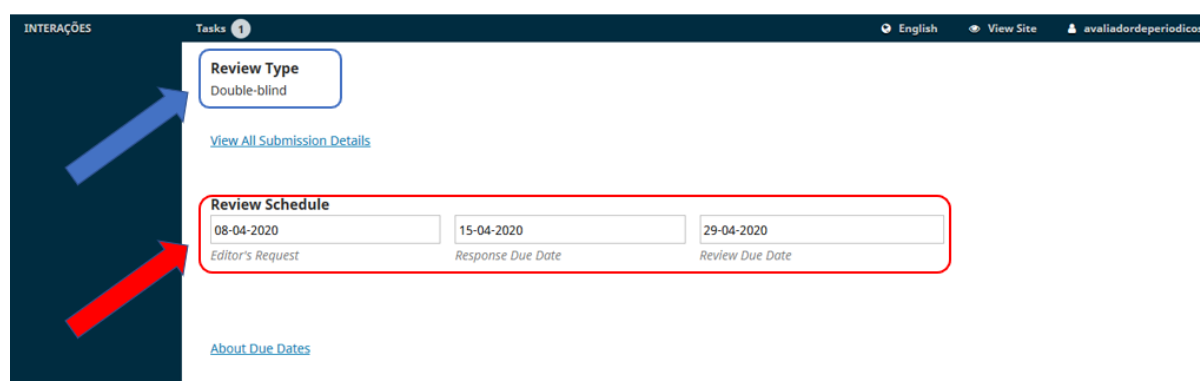 INTERAÇÕES
Tasks 1
English
View Site
avaliadordeperiodicos
Review Type
Double-blind
View All Submission Details
Review Schedule
08-04-2020
15-04-2020
29-04-2020
Editor's Request
Response Due Date
Review Due Date
About Due Dates